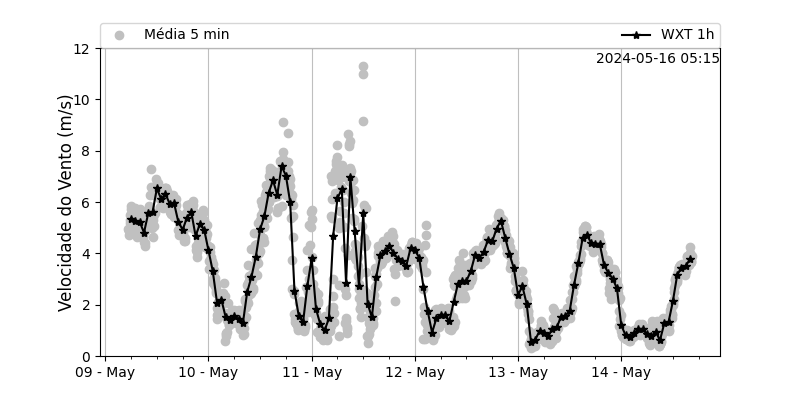 Média 5 min
WXT 1h
2024-05-16 05:15
Velocidade do Vento (m/s)
12
10
8
6
4
2
0
09 - May
10 - May
11 - May
12 - May
13 - May
14 - May